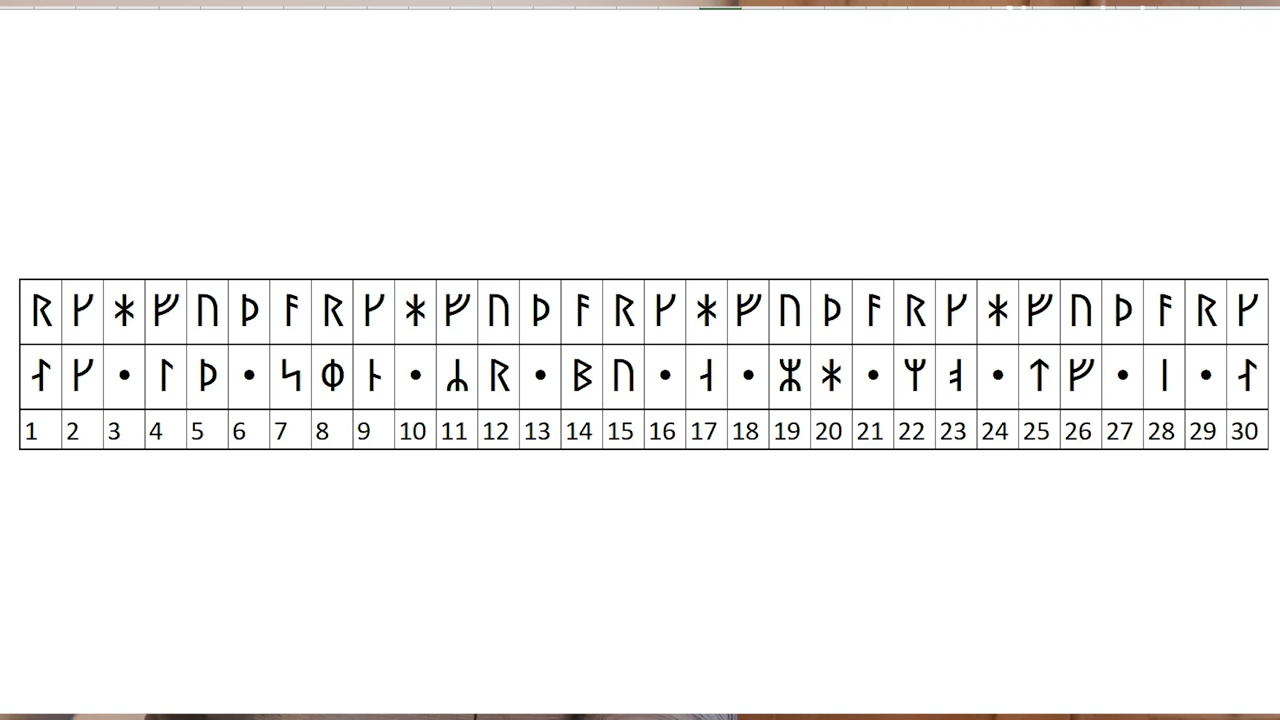 ᚱ ᚴ ᚼ ᚠ ᚢ ᚦ ᚨ ᚱ ᚴ ᚼ ᚠ ᚢ ᚦ ᚨ ᚱ ᚴ ᚼ ᚠ ᚢ ᚦ ᚨ ᚱ ᚴ ᚼ ᚠ ᚢ ᚦ ᚨ ᚱ ᚴ
ᛮ ᚴ • ᛚ ᚦ • ᛋ ᛰ ᚿ • ᛦ ᚱ • ᛒ ᚢ • ᛆ • ᛯ ᚼ • ᛘ ᚮ • ᛏ ᚠ • ᛁ • ᛮ
1 2 3 4 5 6 7 8 9 10 11 12 13 14 15 16 17 18 19 20 21 22 23 24 25 26 27 28 29 30